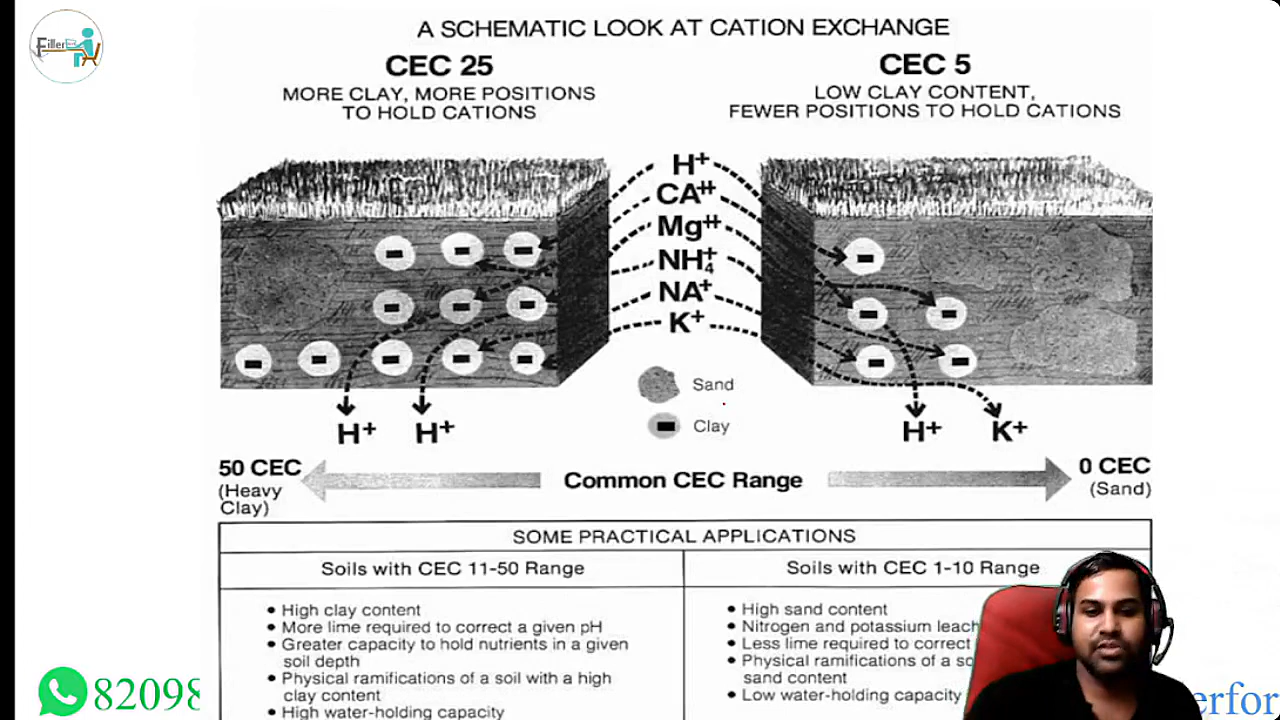 Filler
A SCHEMATIC LOOK AT CATION EXCHANGE
CEC 25
MORE CLAY, MORE POSITIONS
TO HOLD CATIONS
CEC 5
LOW CLAY CONTENT,
FEWER POSITIONS TO HOLD CATIONS
H+
CA++
Mg++
NH4+
NA+
K+
Sand
Clay
H+ H+
H+ K+
50 CEC
(Heavy
Clay)
Common CEC Range
0 CEC
(Sand)
SOME PRACTICAL APPLICATIONS
Soils with CEC 11-50 Range
• High clay content
• More lime required to correct a given pH
• Greater capacity to hold nutrients in a given
soil depth
• Physical ramifications of a soil with a high
clay content
• High water-holding capacity
Soils with CEC 1-10 Range
• High sand content
• Nitrogen and potassium leach
• Less lime required to correct
• Physical ramifications of a so
sand content
• Low water-holding capacity
82098
erfor